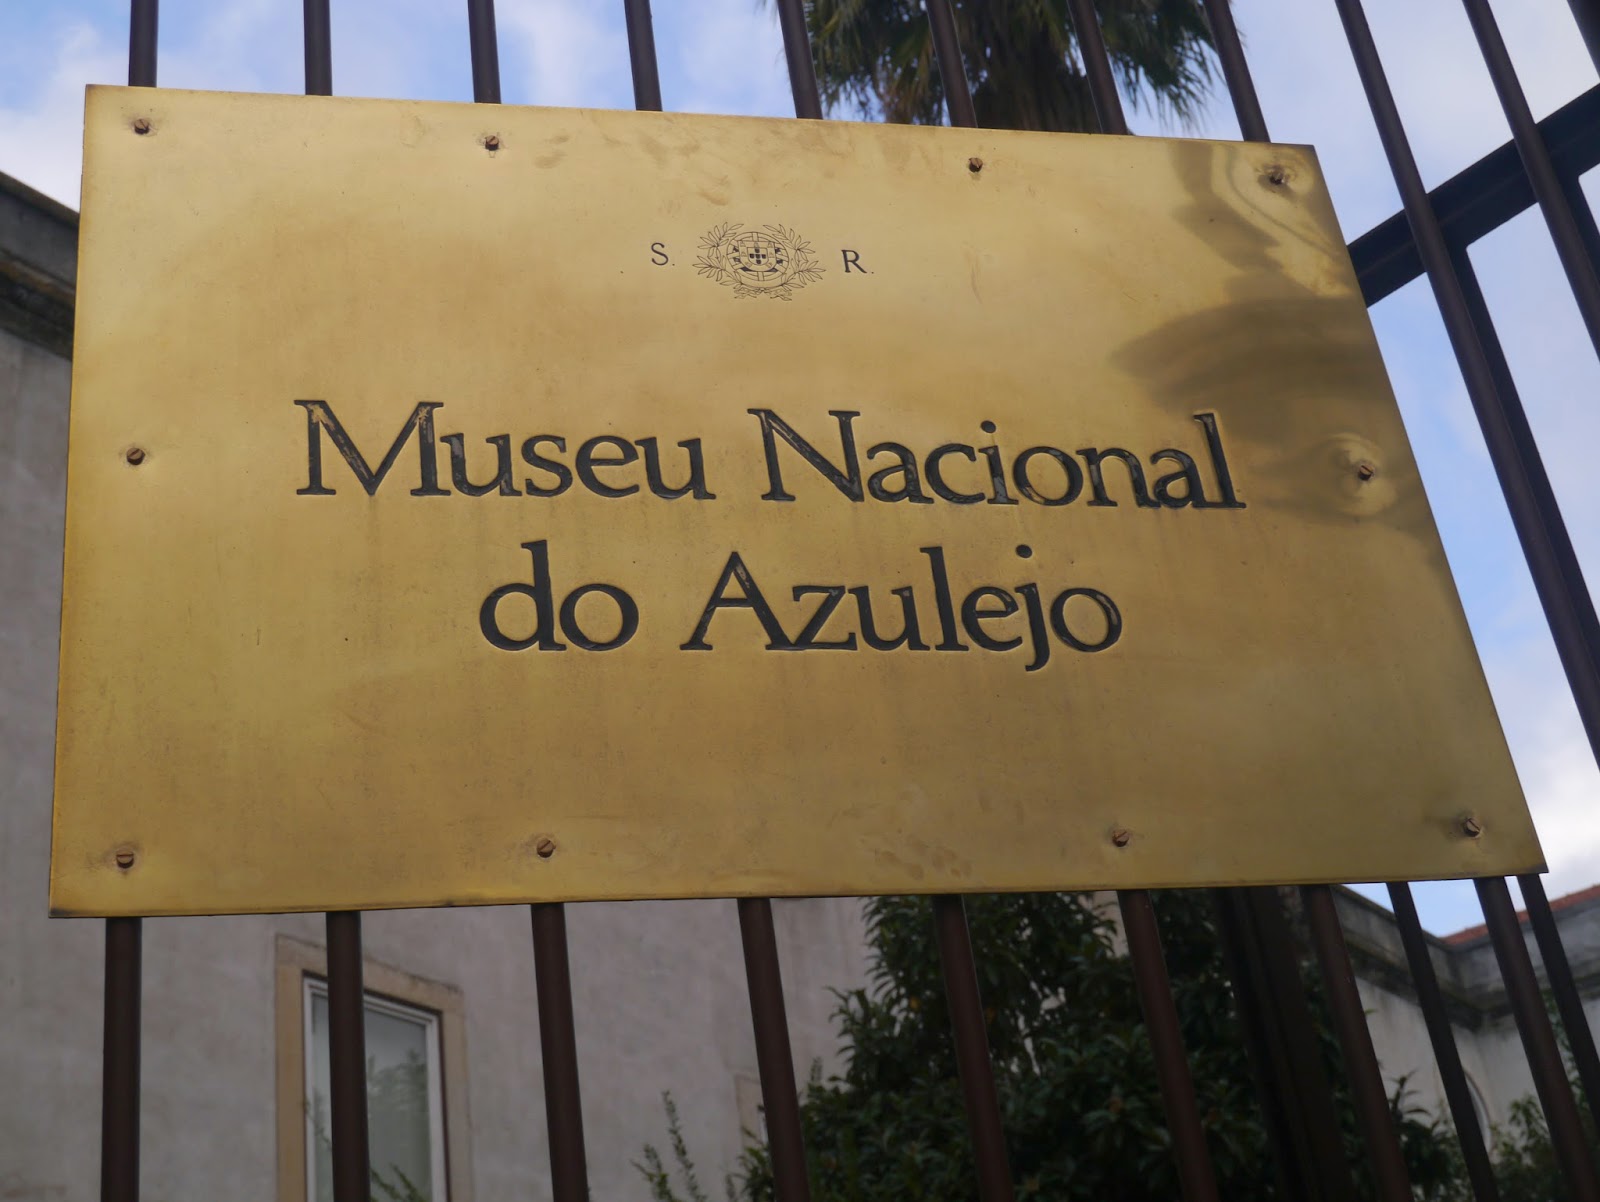 S. R.
Museu Nacional
do Azulejo